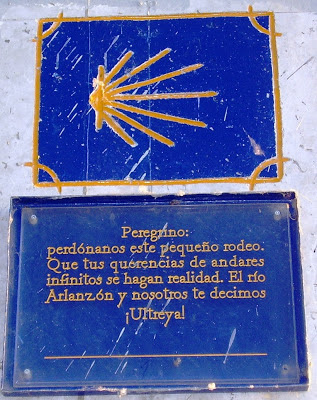 Peregrino:
perdónanos este pequeño rodeo.
Que tus querencias de andares
infinitos se hagan realidad. El río
Arlanzón y nosotros te decimos
¡Ultreya!